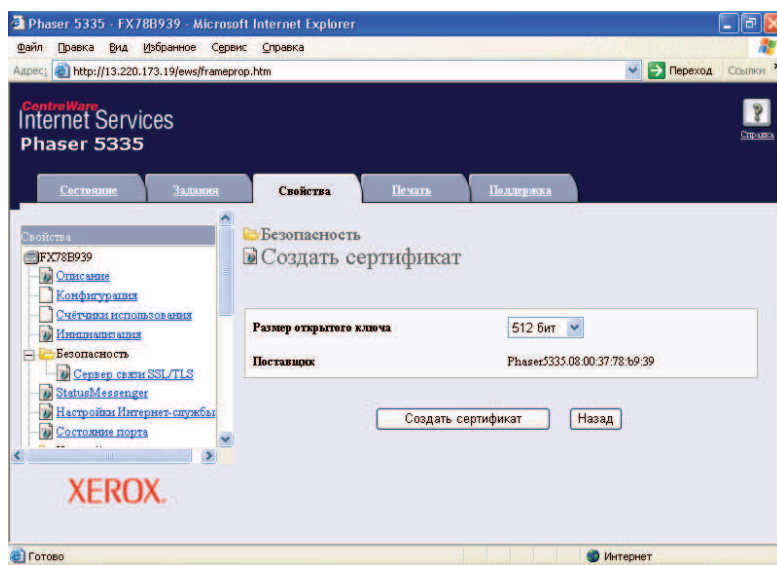 Phaser 5335 - FX78B939 - Microsoft Internet Explorer
Файл Правка Вид Избранное Сервис Справка
Адрес: http://13.220.173.19/ews/frameprop.htm Переход Ссылки
CentreWare
Internet Services
Phaser 5335
Справка
Состояние Задания Свойства Печать Поддержка
Свойства
FX78B939
Описание
Конфигурация
Счётчики использования
Инициализация
Безопасность
Сервер связи SSL/TLS
StatusMessenger
Настройки Интернет-службы
Состояние порта
Безопасность
Создать сертификат
Размер открытого ключа 512 бит
Поставщик Phaser5335.08:00:37:78:b9:39
Создать сертификат Назад
XEROX.
Готово Интернет